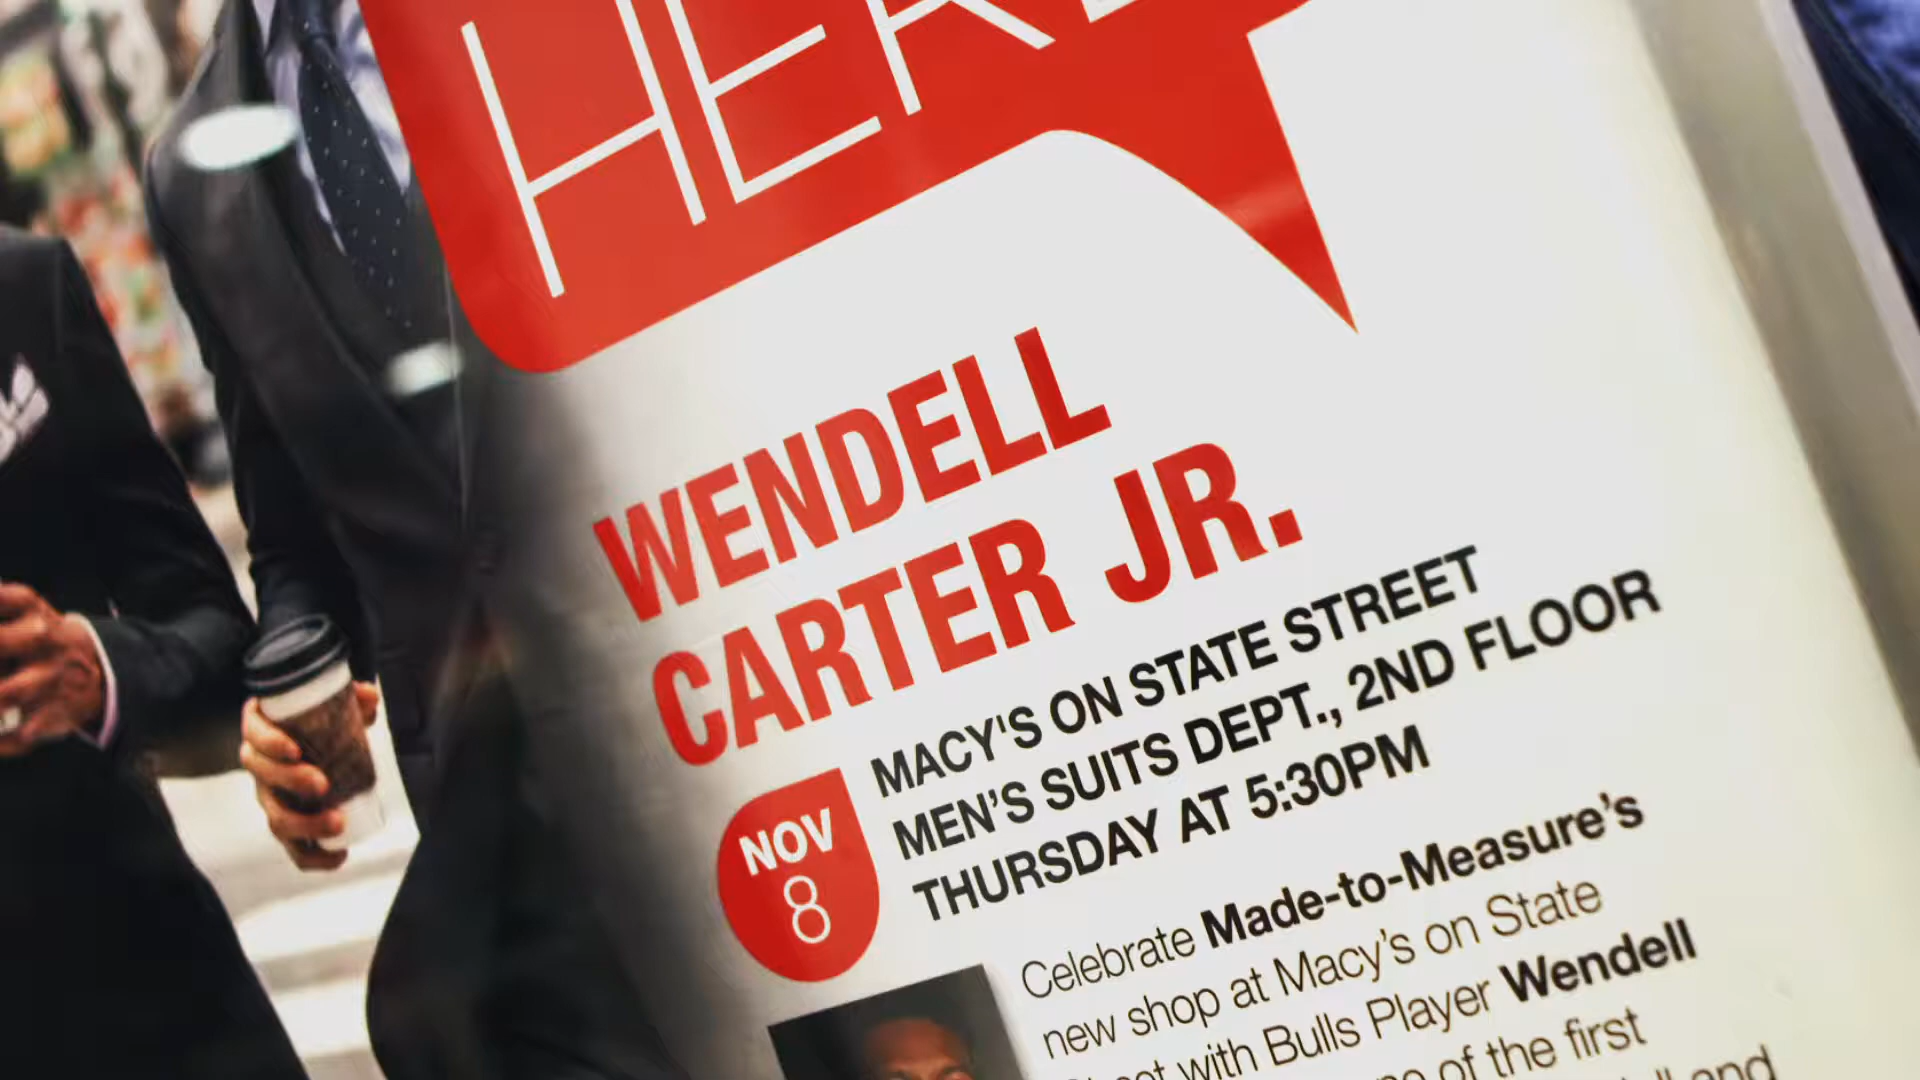 WENDELL
CARTER JR.
MACY'S ON STATE STREET
MEN'S SUITS DEPT., 2ND FLOOR
THURSDAY AT 5:30PM
NOV
8
Celebrate Made-to-Measure's
new shop at Macy's on State
with Bulls Player Wendell
of the first
and